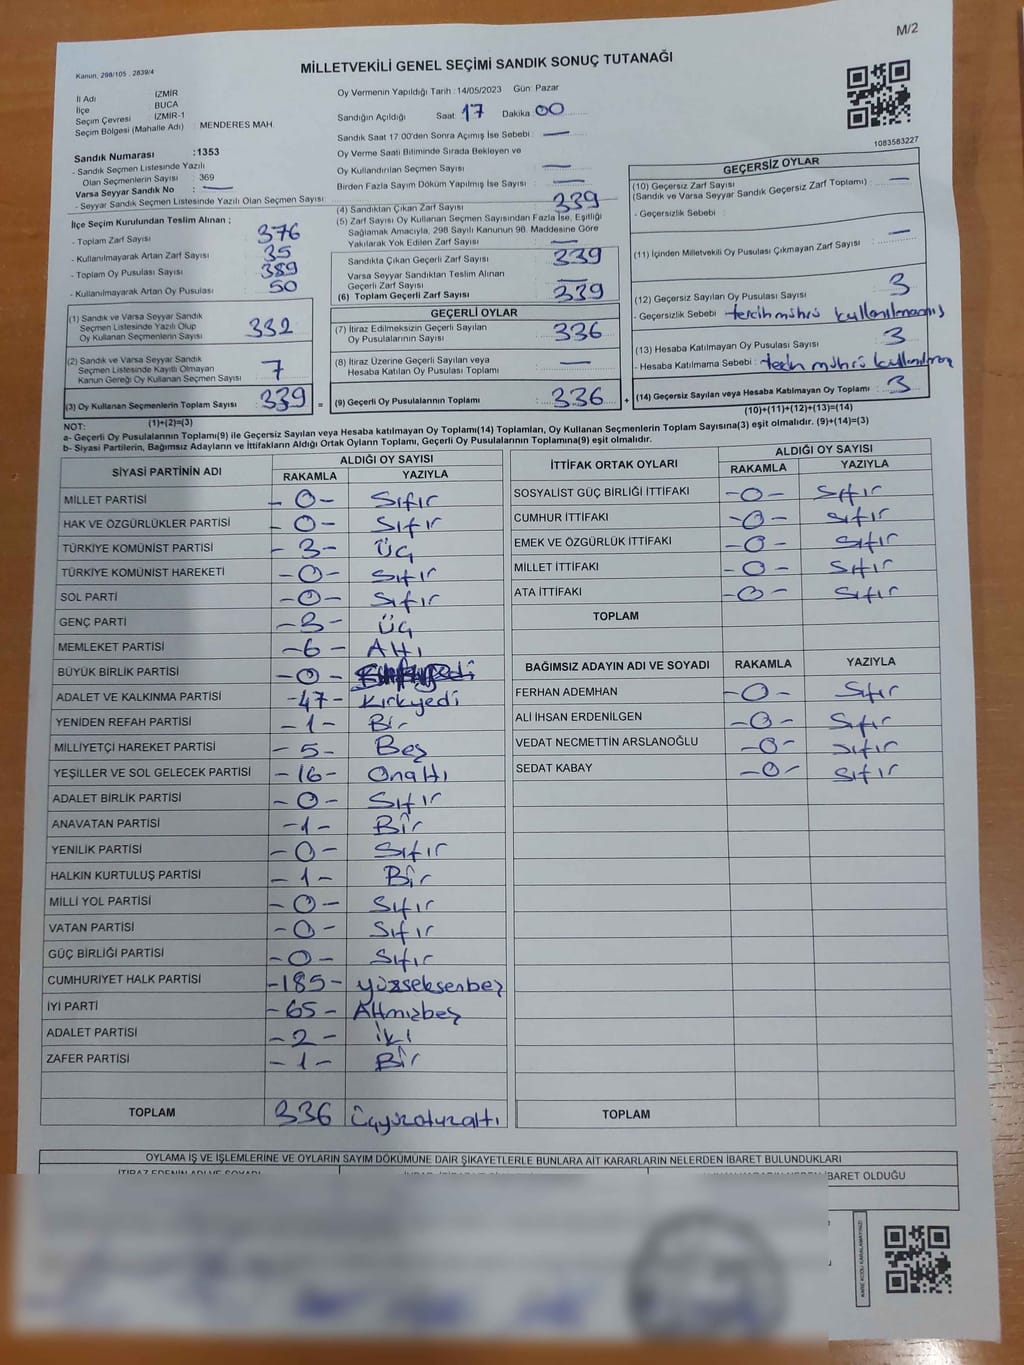 M/2
Kanun, 298/105 . 2839/4
MİLLETVEKİLİ GENEL SEÇİMİ SANDIK SONUÇ TUTANAĞI
İl Adı İZMİR
İlçe BUCA
Seçim Çevresi : İZMİR-1
Seçim Bölgesi (Mahalle Adı) MENDERES MAH.
Sandık Numarası :1353
- Sandık Seçmen Listesinde Yazılı
Olan Seçmenlerin Sayısı 369
Varsa Seyyar Sandık No : —
- Seyyar Sandık Seçmen Listesinde Yazılı Olan Seçmen Sayısı
Oy Vermenin Yapıldığı Tarih :14/05/2023 Gün: Pazar
Sandığın Açıldığı Saat 17 Dakika 00
Sandık Saat 17.00'den Sonra Açılmış İse Sebebi : —
Oy Verme Saati Bitiminde Sırada Bekleyen ve
Oy Kullandırılan Seçmen Sayısı : —
Birden Fazla Sayım Döküm Yapılmış İse Sayısı : —
1083583227
İlçe Seçim Kurulundan Teslim Alınan ;
- Toplam Zarf Sayısı 376
- Kullanılmayarak Artan Zarf Sayısı : 35
- Toplam Oy Pusulası Sayısı 389
- Kullanılmayarak Artan Oy Pusulası : 50
(1) Sandık ve Varsa Seyyar Sandık
Seçmen Listesinde Yazılı Olup
Oy Kullanan Seçmenlerin Sayısı 332
(2) Sandık ve Varsa Seyyar Sandık
Seçmen Listesinde Kayıtlı Olmayan
Kanun Gereği Oy Kullanan Seçmen Sayısı : 7
(3) Oy Kullanan Seçmenlerin Toplam Sayısı 339 =
(1)+(2)=(3)
(4) Sandıktan Çıkan Zarf Sayısı : 339
(5) Zarf Sayısı Oy Kullanan Seçmen Sayısından Fazla İse, Eşitliği
Sağlamak Amacıyla, 298 Sayılı Kanunun 98. Maddesine Göre
Yakılarak Yok Edilen Zarf Sayısı : —
Sandıkta Çıkan Geçerli Zarf Sayısı : 339
Varsa Seyyar Sandıktan Teslim Alınan
Geçerli Zarf Sayısı : —
(6) Toplam Geçerli Zarf Sayısı : 339
GEÇERLİ OYLAR
(7) İtiraz Edilmeksizin Geçerli Sayılan
Oy Pusulalarının Sayısı : 336
(8) İtiraz Üzerine Geçerli Sayılan veya
Hesaba Katılan Oy Pusulası Toplamı : —
(9) Geçerli Oy Pusulalarının Toplamı : 336 +
GEÇERSİZ OYLAR
(10) Geçersiz Zarf Sayısı : —
(Sandık ve Varsa Seyyar Sandık Geçersiz Zarf Toplamı)
- Geçersizlik Sebebi :
(11) İçinden Milletvekili Oy Pusulası Çıkmayan Zarf Sayısı : —
(12) Geçersiz Sayılan Oy Pusulası Sayısı : 3
- Geçersizlik Sebebi : tercih mührü kullanılmamış
(13) Hesaba Katılmayan Oy Pusulası Sayısı : 3
- Hesaba Katılmama Sebebi : mührü
(14) Geçersiz Sayılan veya Hesaba Katılmayan Oy Toplamı : 3
(10)+(11)+(12)+(13)=(14)
NOT:
a- Geçerli Oy Pusulalarının Toplamı(9) ile Geçersiz Sayılan veya Hesaba katılmayan Oy Toplam(14) Toplamları, Oy Kullanan Seçmenlerin Toplam Sayısına(3) eşit olmalıdır. (9)+(14)=(3)
b- Siyasi Partilerin, Bağımsız Adayların ve İttifakların Aldığı Ortak Oyların Toplamı, Geçerli Oy Pusulalarının Toplamına(9) eşit olmalıdır.
SİYASİ PARTİNİN ADI ALDIĞI OY SAYISI
RAKAMLA YAZIYLA
MİLLET PARTİSİ -0- Sıfır
HAK VE ÖZGÜRLÜKLER PARTİSİ -0- Sıfır
TÜRKİYE KOMÜNİST PARTİSİ -3- Üç
TÜRKİYE KOMÜNİST HAREKETİ -0- Sıfır
SOL PARTİ -0- Sıfır
GENÇ PARTİ -3- Üç
MEMLEKET PARTİSİ -6- Altı
BÜYÜK BİRLİK PARTİSİ -0-
ADALET VE KALKINMA PARTİSİ -47- Kırkyedi
YENİDEN REFAH PARTİSİ -1- Bir
MİLLİYETÇİ HAREKET PARTİSİ -5- Beş
YEŞİLLER VE SOL GELECEK PARTİSİ -16- Onaltı
ADALET BİRLİK PARTİSİ -0- Sıfır
ANAVATAN PARTİSİ -1- Bir
YENİLİK PARTİSİ -0- Sıfır
HALKIN KURTULUŞ PARTİSİ -1- Bir
MİLLİ YOL PARTİSİ -0- Sıfır
VATAN PARTİSİ -0- Sıfır
GÜÇ BİRLİĞİ PARTİSİ -0- Sıfır
CUMHURİYET HALK PARTİSİ -185- yüzseksenbeş
İYİ PARTİ -65- Altmışbeş
ADALET PARTİSİ -2- İki
ZAFER PARTİSİ -1- Bir
TOPLAM 336 üçyüzotuzaltı
İTTİFAK ORTAK OYLARI ALDIĞI OY SAYISI
RAKAMLA YAZIYLA
SOSYALİST GÜÇ BİRLİĞİ İTTİFAKI -0- Sıfır
CUMHUR İTTİFAKI -0- Sıfır
EMEK VE ÖZGÜRLÜK İTTİFAKI -0- Sıfır
MİLLET İTTİFAKI -0- Sıfır
ATA İTTİFAKI -0- Sıfır
TOPLAM
BAĞIMSIZ ADAYIN ADI VE SOYADI RAKAMLA YAZIYLA
FERHAN ADEMHAN -0- Sıfır
ALİ İHSAN ERDENİLGEN -0- Sıfır
VEDAT NECMETTİN ARSLANOĞLU -0- Sıfır
SEDAT KABAY -0- Sıfır
TOPLAM
OYLAMA İŞ VE İŞLEMLERİNE VE OYLARIN SAYIM DÖKÜMÜNE DAİR ŞİKAYETLERLE BUNLARA AİT KARARLARIN NELERDEN İBARET BULUNDUKLARI
İTİRAZ EDENİN ADI VE SOYADI
İBARET OLDUĞU
KARE KODU KARALAMAYINIZ!